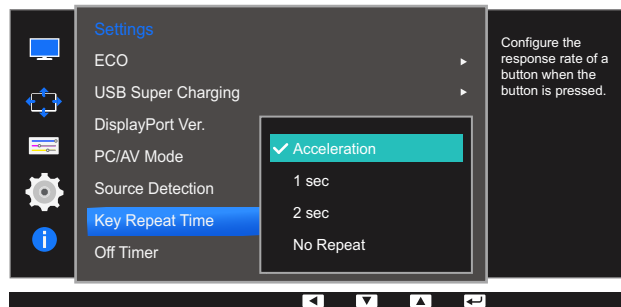 Settings
ECO
USB Super Charging
DisplayPort Ver.
PC/AV Mode
Source Detection
Key Repeat Time
Off Timer
Acceleration
1 sec
2 sec
No Repeat
Configure the
response rate of a
button when the
button is pressed.